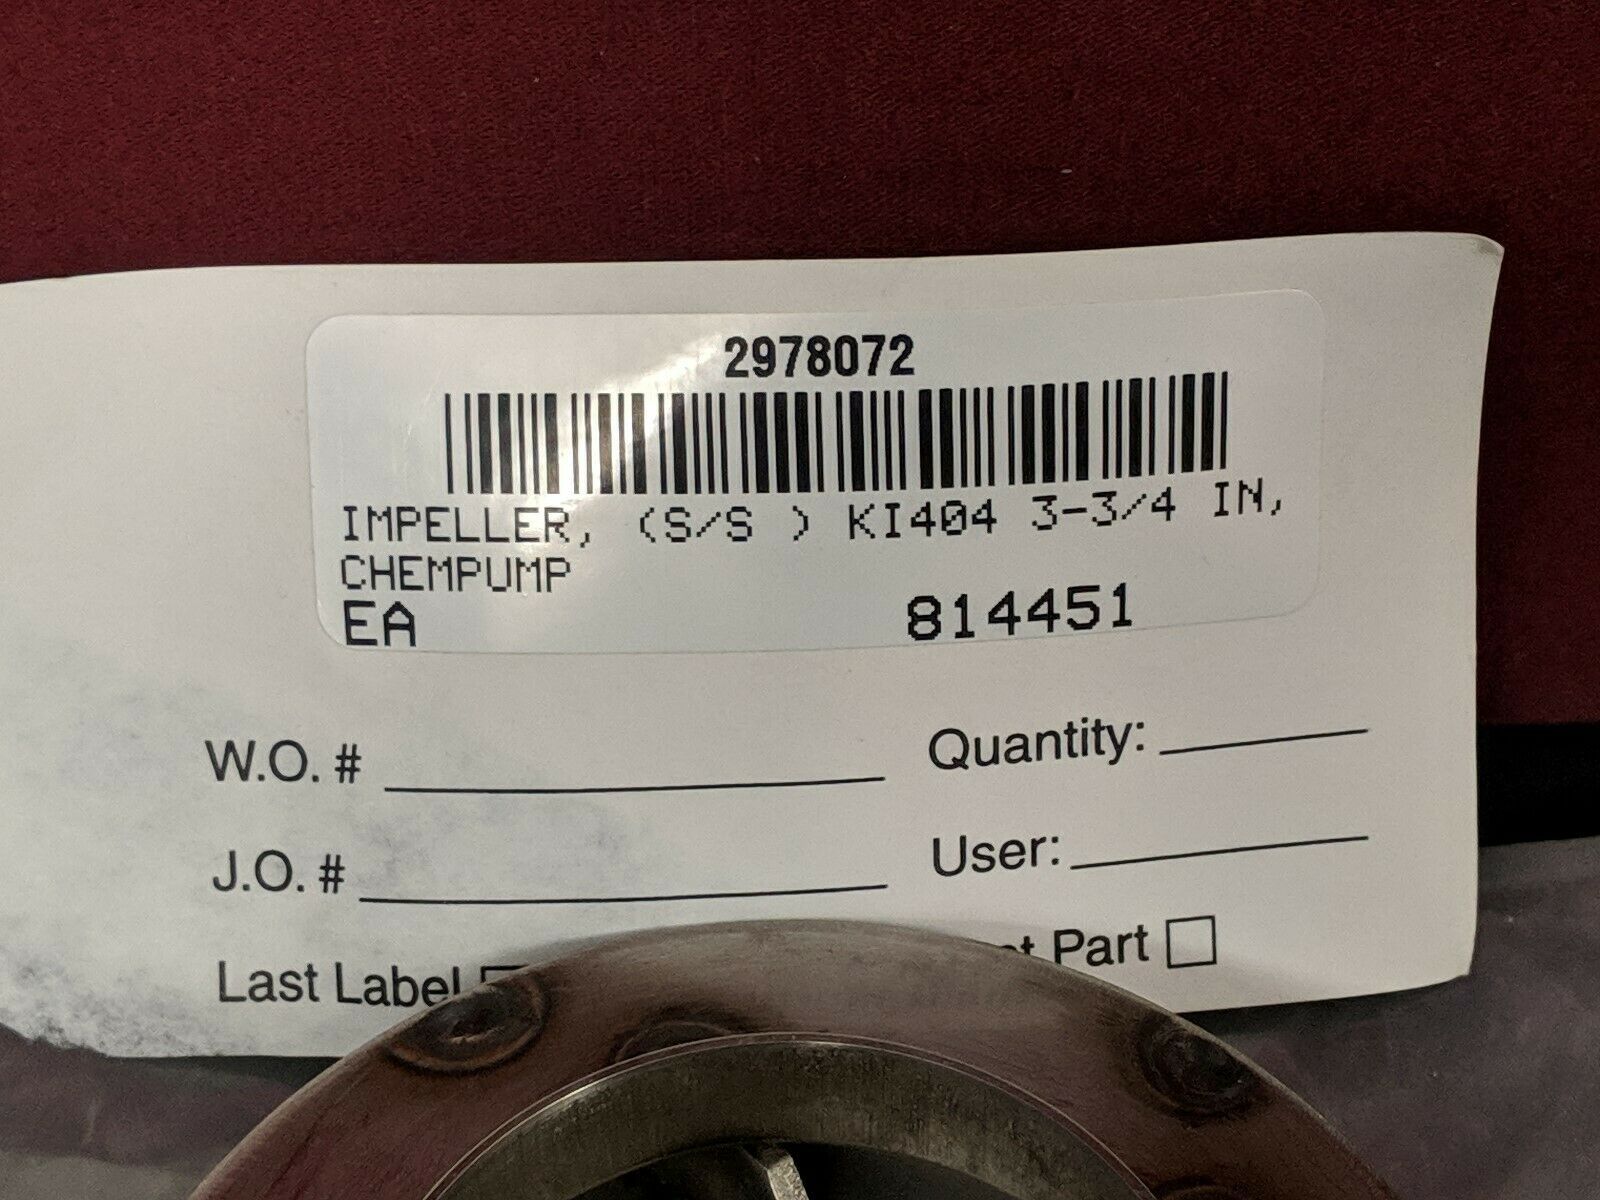 2978072
IMPELLER, (S/S ) KI404 3-3/4 IN,
CHEMPUMP
EA 814451
W.O. # Quantity:
J.O. # User:
Last Label Part